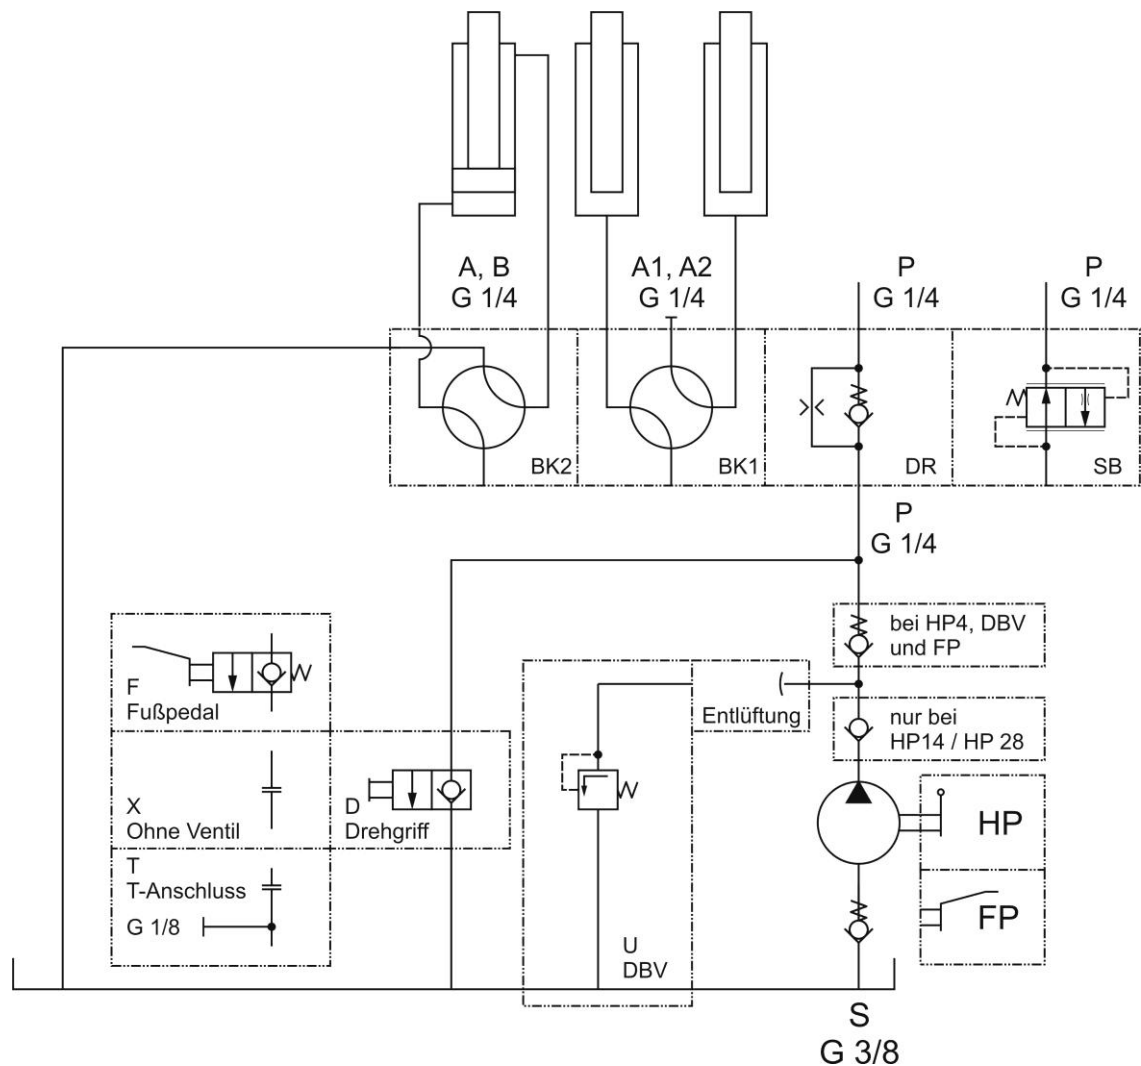 A, B
G 1/4
A1, A2
G 1/4
P
G 1/4
P
G 1/4
BK2
BK1
DR
SB
P
G 1/4
bei HP4, DBV
und FP
F
Fußpedal
Entlüftung
nur bei
HP14 / HP 28
X
Ohne Ventil
D
Drehgriff
HP
T
T-Anschluss
G 1/8
FP
U
DBV
S
G 3/8